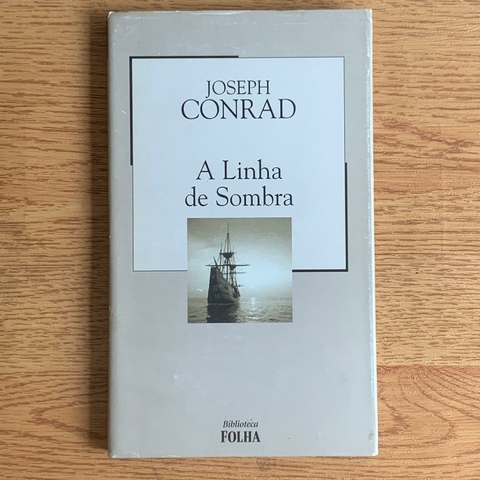 JOSEPH
CONRAD
A Linha
de Sombra
Biblioteca
FOLHA